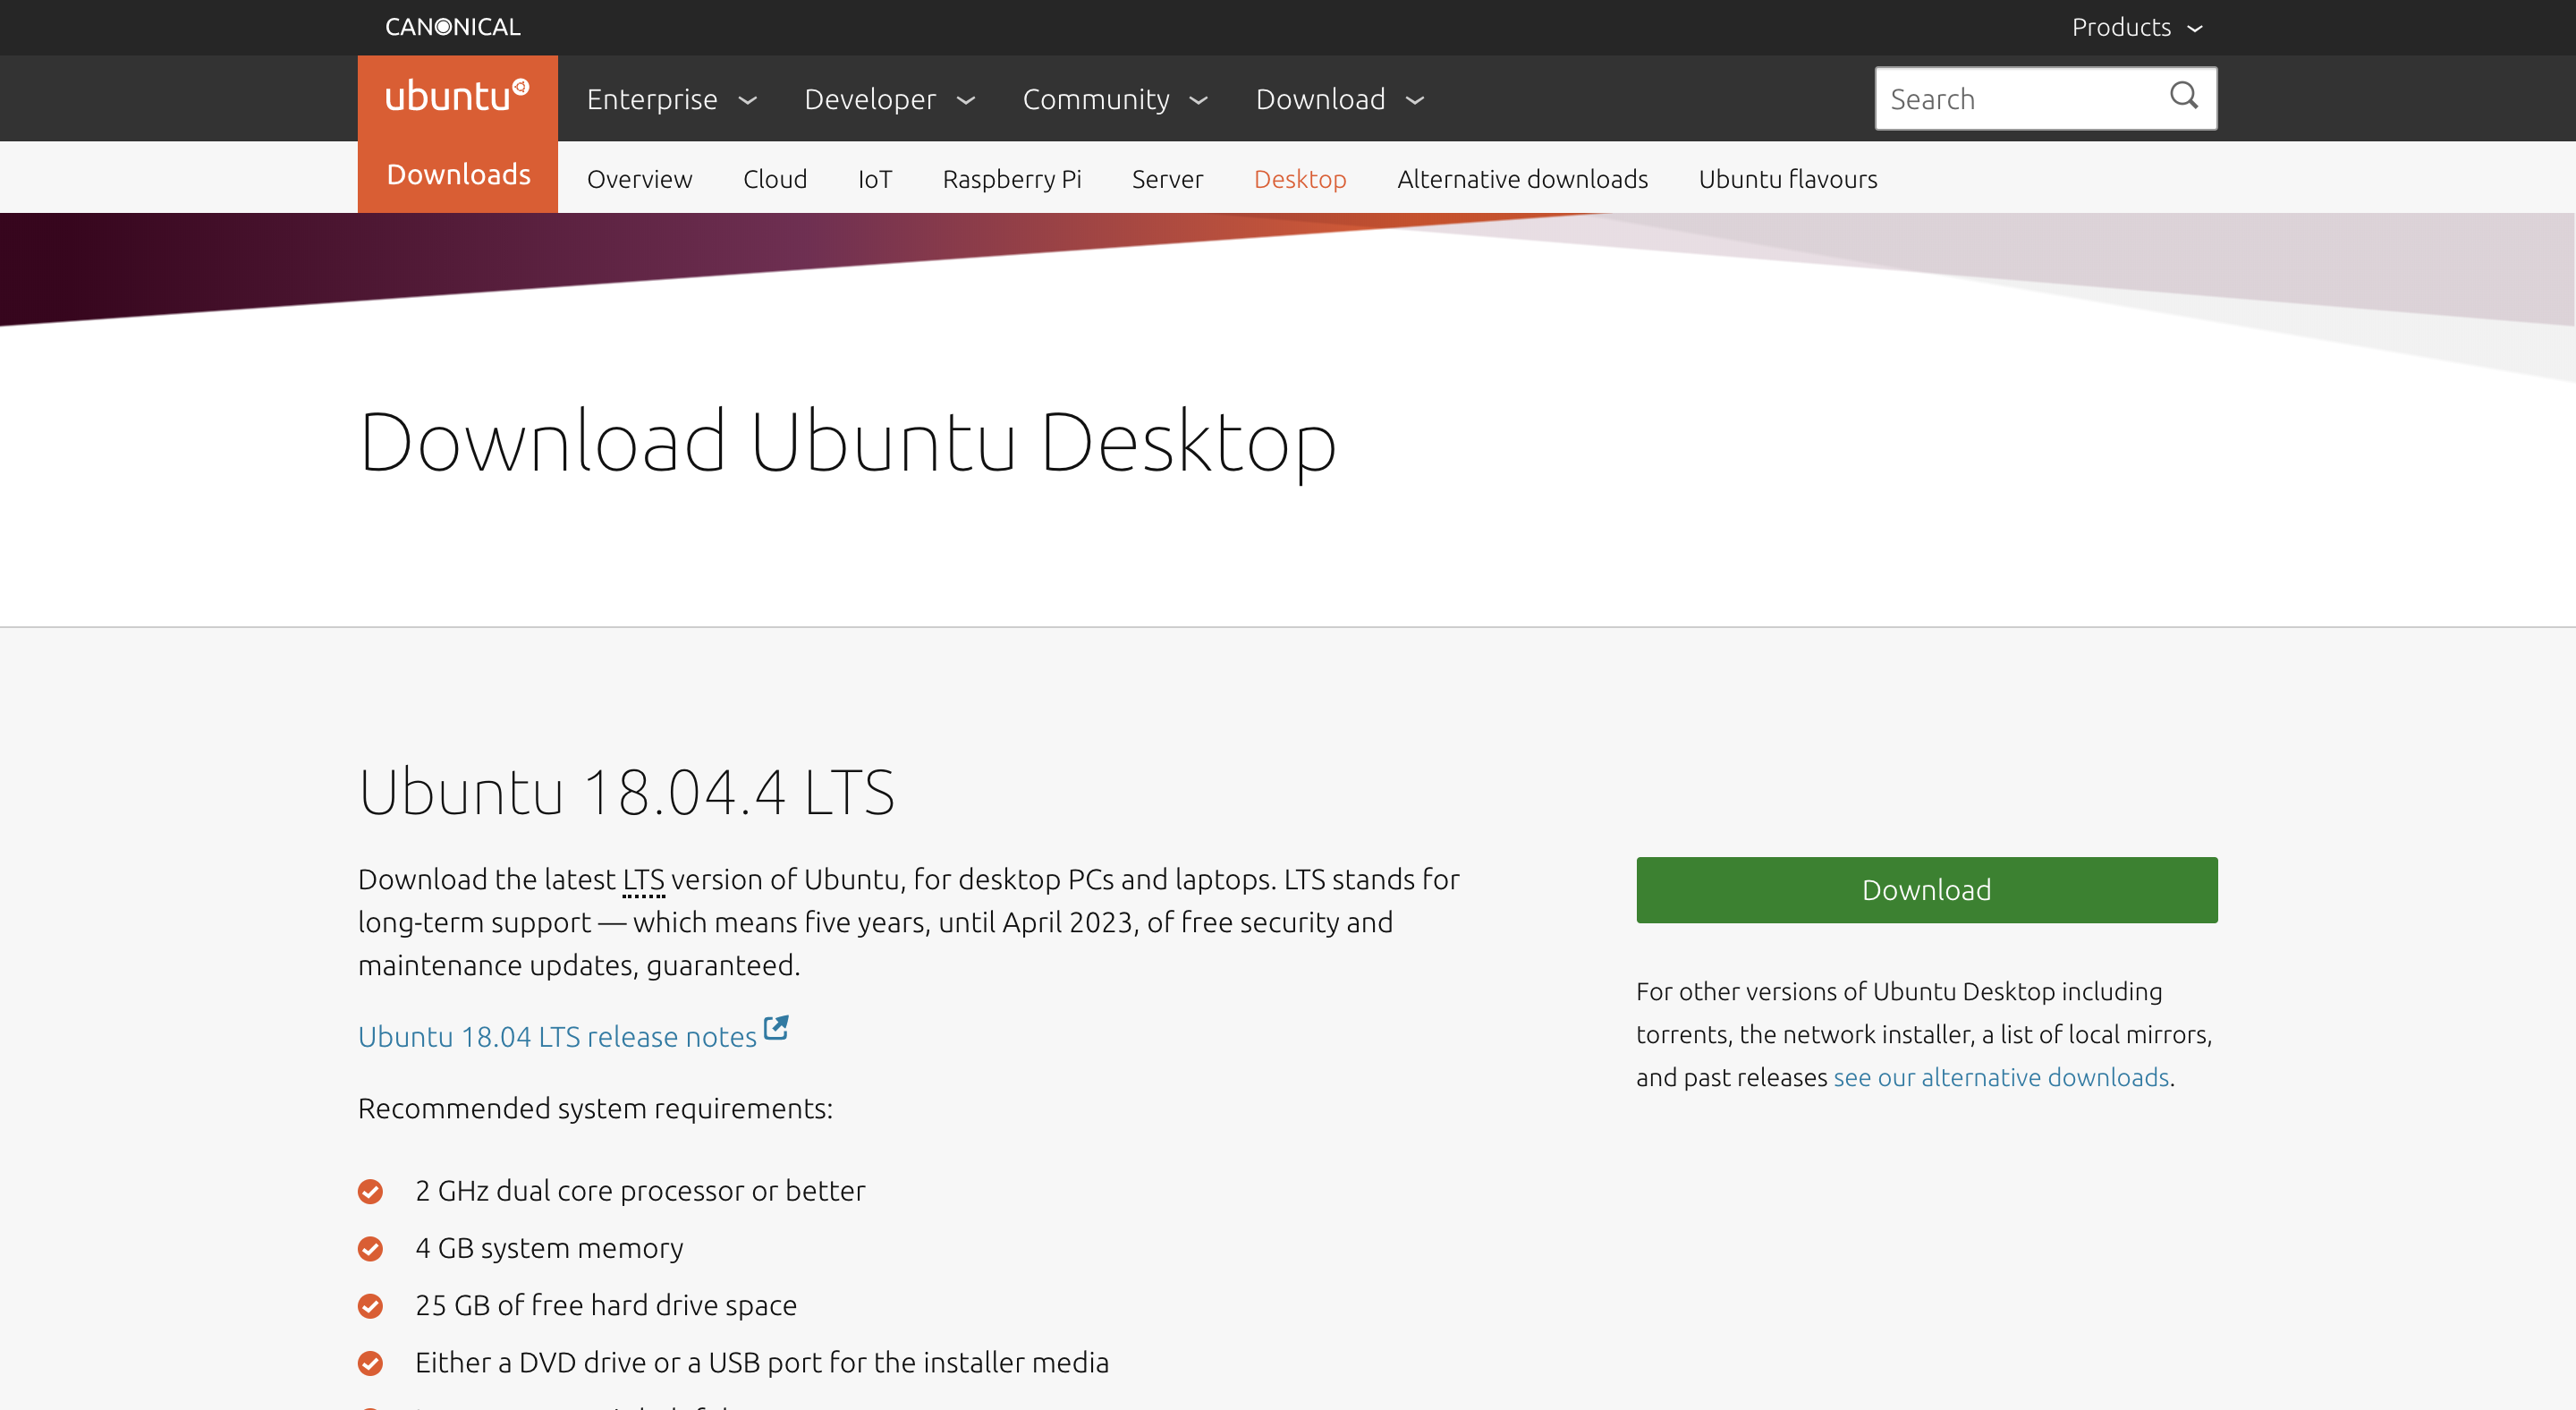 CANONICAL
Products
ubuntu
Enterprise
Developer
Community
Download
Search
Downloads
Overview
Cloud
IoT
Raspberry Pi
Server
Desktop
Alternative downloads
Ubuntu flavours
Download Ubuntu Desktop
Ubuntu 18.04.4 LTS
Download the latest LTS version of Ubuntu, for desktop PCs and laptops. LTS stands for
long-term support — which means five years, until April 2023, of free security and
maintenance updates, guaranteed.
Ubuntu 18.04 LTS release notes
Recommended system requirements:
2 GHz dual core processor or better
4 GB system memory
25 GB of free hard drive space
Either a DVD drive or a USB port for the installer media
Download
For other versions of Ubuntu Desktop including
torrents, the network installer, a list of local mirrors,
and past releases see our alternative downloads.